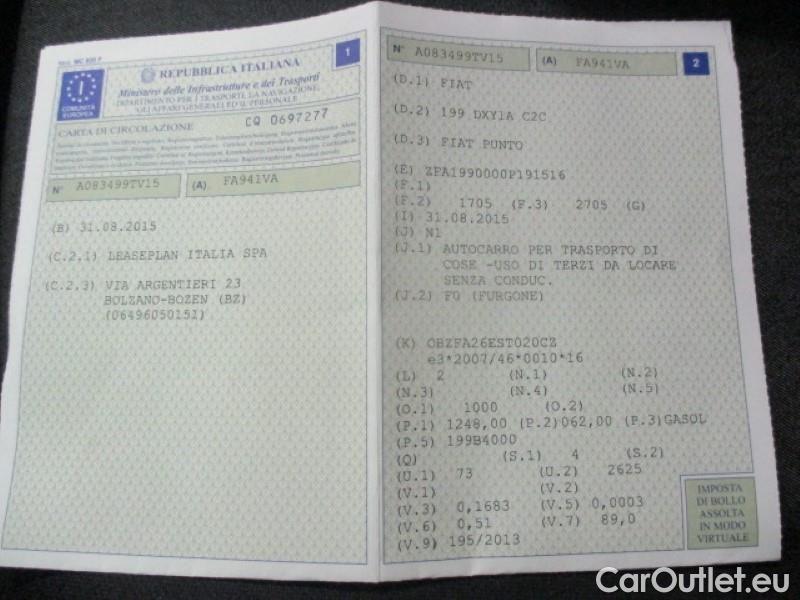 Mod. MC 820 F
1
REPUBBLICA ITALIANA
Ministero delle Infrastrutture e dei Trasporti
DIPARTIMENTO PER I TRASPORTI, LA NAVIGAZIONE,
GLI AFFARI GENERALI ED IL PERSONALE
I
COMUNITÀ
EUROPEA
CARTA DI CIRCOLAZIONE
CQ 0697277
N° A083499TV15 (A) FA941VA
(B) 31.08.2015
(C.2.1) LEASEPLAN ITALIA SPA
(C.2.3) VIA ARGENTIERI 23
BOLZANO-BOZEN (BZ)
(06496050151)
N° A083499TV15 (A) FA941VA 2
(D.1) FIAT
(D.2) 199 DXY1A C2C
(D.3) FIAT PUNTO
(E) ZFA1990000P191516
(F.1)
(F.2) 1705 (F.3) 2705 (G)
(I) 31.08.2015
(J) N1
(J.1) AUTOCARRO PER TRASPORTO DI
COSE -USO DI TERZI DA LOCARE
SENZA CONDUC.
(J.2) F0 (FURGONE)
(K) OBZFA26EST020CZ
e3*2007/46*0010*16
(L) 2 (N.1) (N.2)
(N.3) (N.4) (N.5)
(O.1) 1000 (O.2)
(P.1) 1248,00 (P.2)062,00 (P.3)GASOL
(P.5) 199B4000
(Q) (S.1) 4 (S.2)
(U.1) 73 (U.2) 2625
(V.1) (V.2)
(V.3) 0,1683 (V.5) 0,0003
(V.6) 0,51 (V.7) 89,0
(V.9) 195/2013
IMPOSTA
DI BOLLO
ASSOLTA
IN MODO
VIRTUALE
CarOutlet.eu